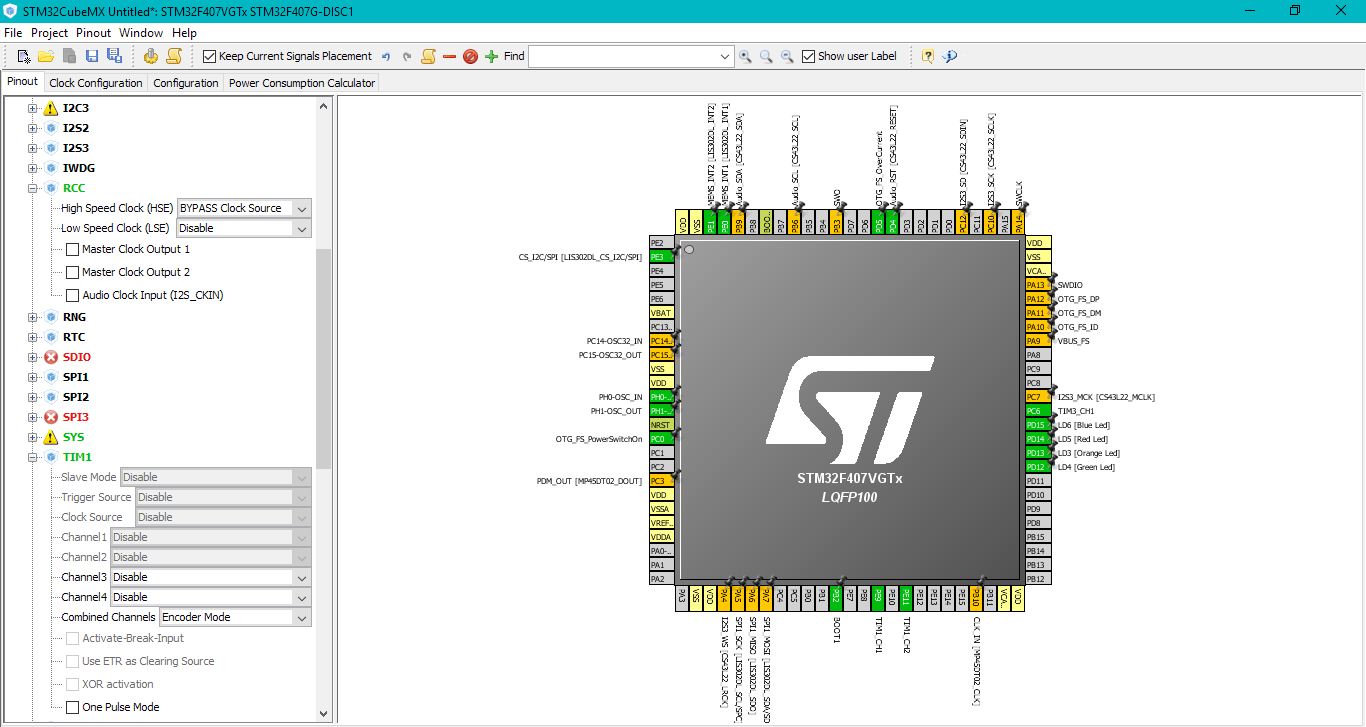 STM32CubeMX Untitled*: STM32F407VGTx STM32F407G-DISC1
File Project Pinout Window Help
Keep Current Signals Placement Find Show user Label
Pinout Clock Configuration Configuration Power Consumption Calculator
I2C3
I2S2
I2S3
IWDG
RCC
High Speed Clock (HSE) BYPASS Clock Source
Low Speed Clock (LSE) Disable
Master Clock Output 1
Master Clock Output 2
Audio Clock Input (I2S_CKIN)
RNG
RTC
SDIO
SPI1
SPI2
SPI3
SYS
TIM1
Slave Mode Disable
Trigger Source Disable
Clock Source Disable
Channel1 Disable
Channel2 Disable
Channel3 Disable
Channel4 Disable
Combined Channels Encoder Mode
Activate-Break-Input
Use ETR as Clearing Source
XOR activation
One Pulse Mode
MEMS_INT2 [LIS302DL_INT2]
MEMS_INT1 [LIS302DL_INT1]
Audio_SDA [CS43L22_SDA]
Audio_SCL [CS43L22_SCL]
SWO
OTG_FS_OverCurrent
Audio_RST [CS43L22_RESET]
I2S3_SD [CS43L22_SDIN]
I2S3_SCK [CS43L22_SCLK]
SWCLK
VDD
VSS
PE1
PE0
PB9
PB8
BOO..
PB7
PB6
PB5
PB4
PB3
PD7
PD6
PD5
PD4
PD3
PD2
PD1
PD0
PC12
PC11
PC10
PA15
PA14
PE2
CS_I2C/SPI [LIS302DL_CS_I2C/SPI] PE3
PE4
PE5
PE6
VBAT
PC13..
PC14-OSC32_IN PC14..
PC15-OSC32_OUT PC15..
VSS
VDD
PH0-OSC_IN PH0-..
PH1-OSC_OUT PH1-..
NRST
OTG_FS_PowerSwitchOn PC0
PC1
PC2
PDM_OUT [MP45DT02_DOUT] PC3
VDD
VSSA
VREF..
VDDA
PA0-..
PA1
PA2
STM32F407VGTx
LQFP100
VDD
VSS
VCA..
PA13 SWDIO
PA12 OTG_FS_DP
PA11 OTG_FS_DM
PA10 OTG_FS_ID
PA9 VBUS_FS
PA8
PC9
PC8
PC7 I2S3_MCK [CS43L22_MCLK]
PC6 TIM3_CH1
PD15 LD6 [Blue Led]
PD14 LD5 [Red Led]
PD13 LD3 [Orange Led]
PD12 LD4 [Green Led]
PD11
PD10
PD9
PD8
PB15
PB14
PB13
PB12
PA3
VSS
VDD
PA4
PA5
PA6
PA7
PC4
PC5
PB0
PB1
PB2
PE7
PE8
PE9
PE10
PE11
PE12
PE13
PE14
PE15
PB10
PB11
VCA..
VDD
I2S3_WS [CS43L22_LRCK]
SPI1_SCK [LIS302DL_SCL/SPC]
SPI1_MISO [LIS302DL_SDO]
SPI1_MOSI [LIS302DL_SDA/SD
BOOT1
TIM1_CH1
TIM1_CH2
CLK_IN [MP45DT02_CLK]